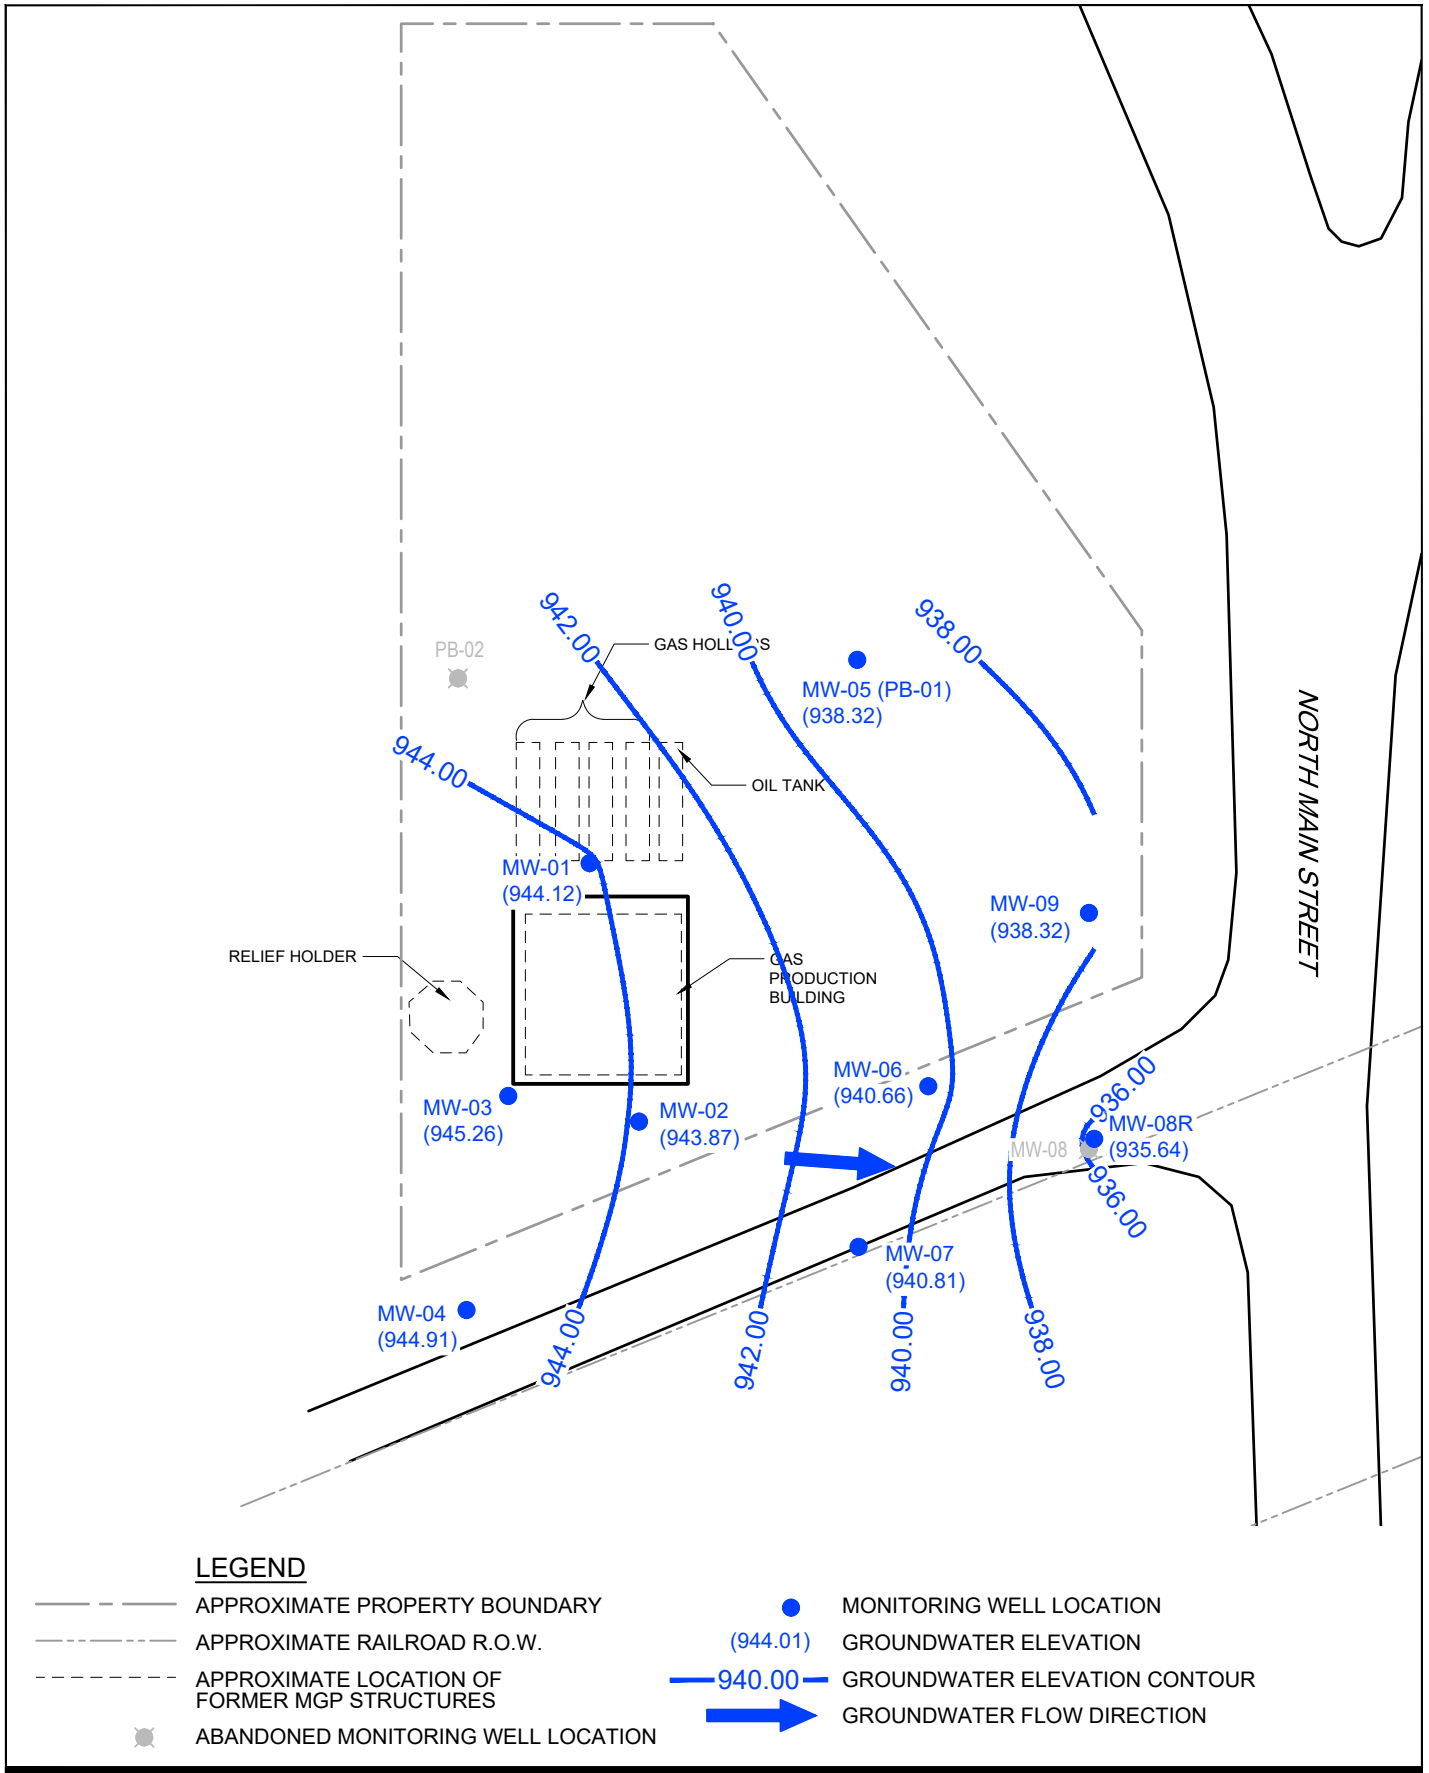 942.00
940.00
938.00
GAS HOLL 'S
PB-02
MW-05 (PB-01)
(938.32)
944.00
OIL TANK
NORTH MAIN STREET
MW-01
(944.12)
MW-09
(938.32)
RELIEF HOLDER
GAS
PRODUCTION
BUILDING
MW-06
(940.66)
936.00
MW-03
(945.26)
MW-02
(943.87)
MW-08
MW-08R
(935.64)
936.00
MW-07
(940.81)
MW-04
(944.91)
944.00
942.00
940.00
938.00
LEGEND
APPROXIMATE PROPERTY BOUNDARY
APPROXIMATE RAILROAD R.O.W.
APPROXIMATE LOCATION OF
FORMER MGP STRUCTURES
ABANDONED MONITORING WELL LOCATION
MONITORING WELL LOCATION
(944.01) GROUNDWATER ELEVATION
940.00 GROUNDWATER ELEVATION CONTOUR
GROUNDWATER FLOW DIRECTION